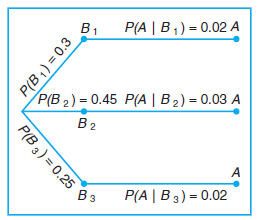 B₁ P(A | B₁) = 0.02 A
P(B₁) = 0.3
P(B₂) = 0.45 P(A | B₂) = 0.03 A
B₂
P(B₃) = 0.25
A
B₃ P(A | B₃) = 0.02